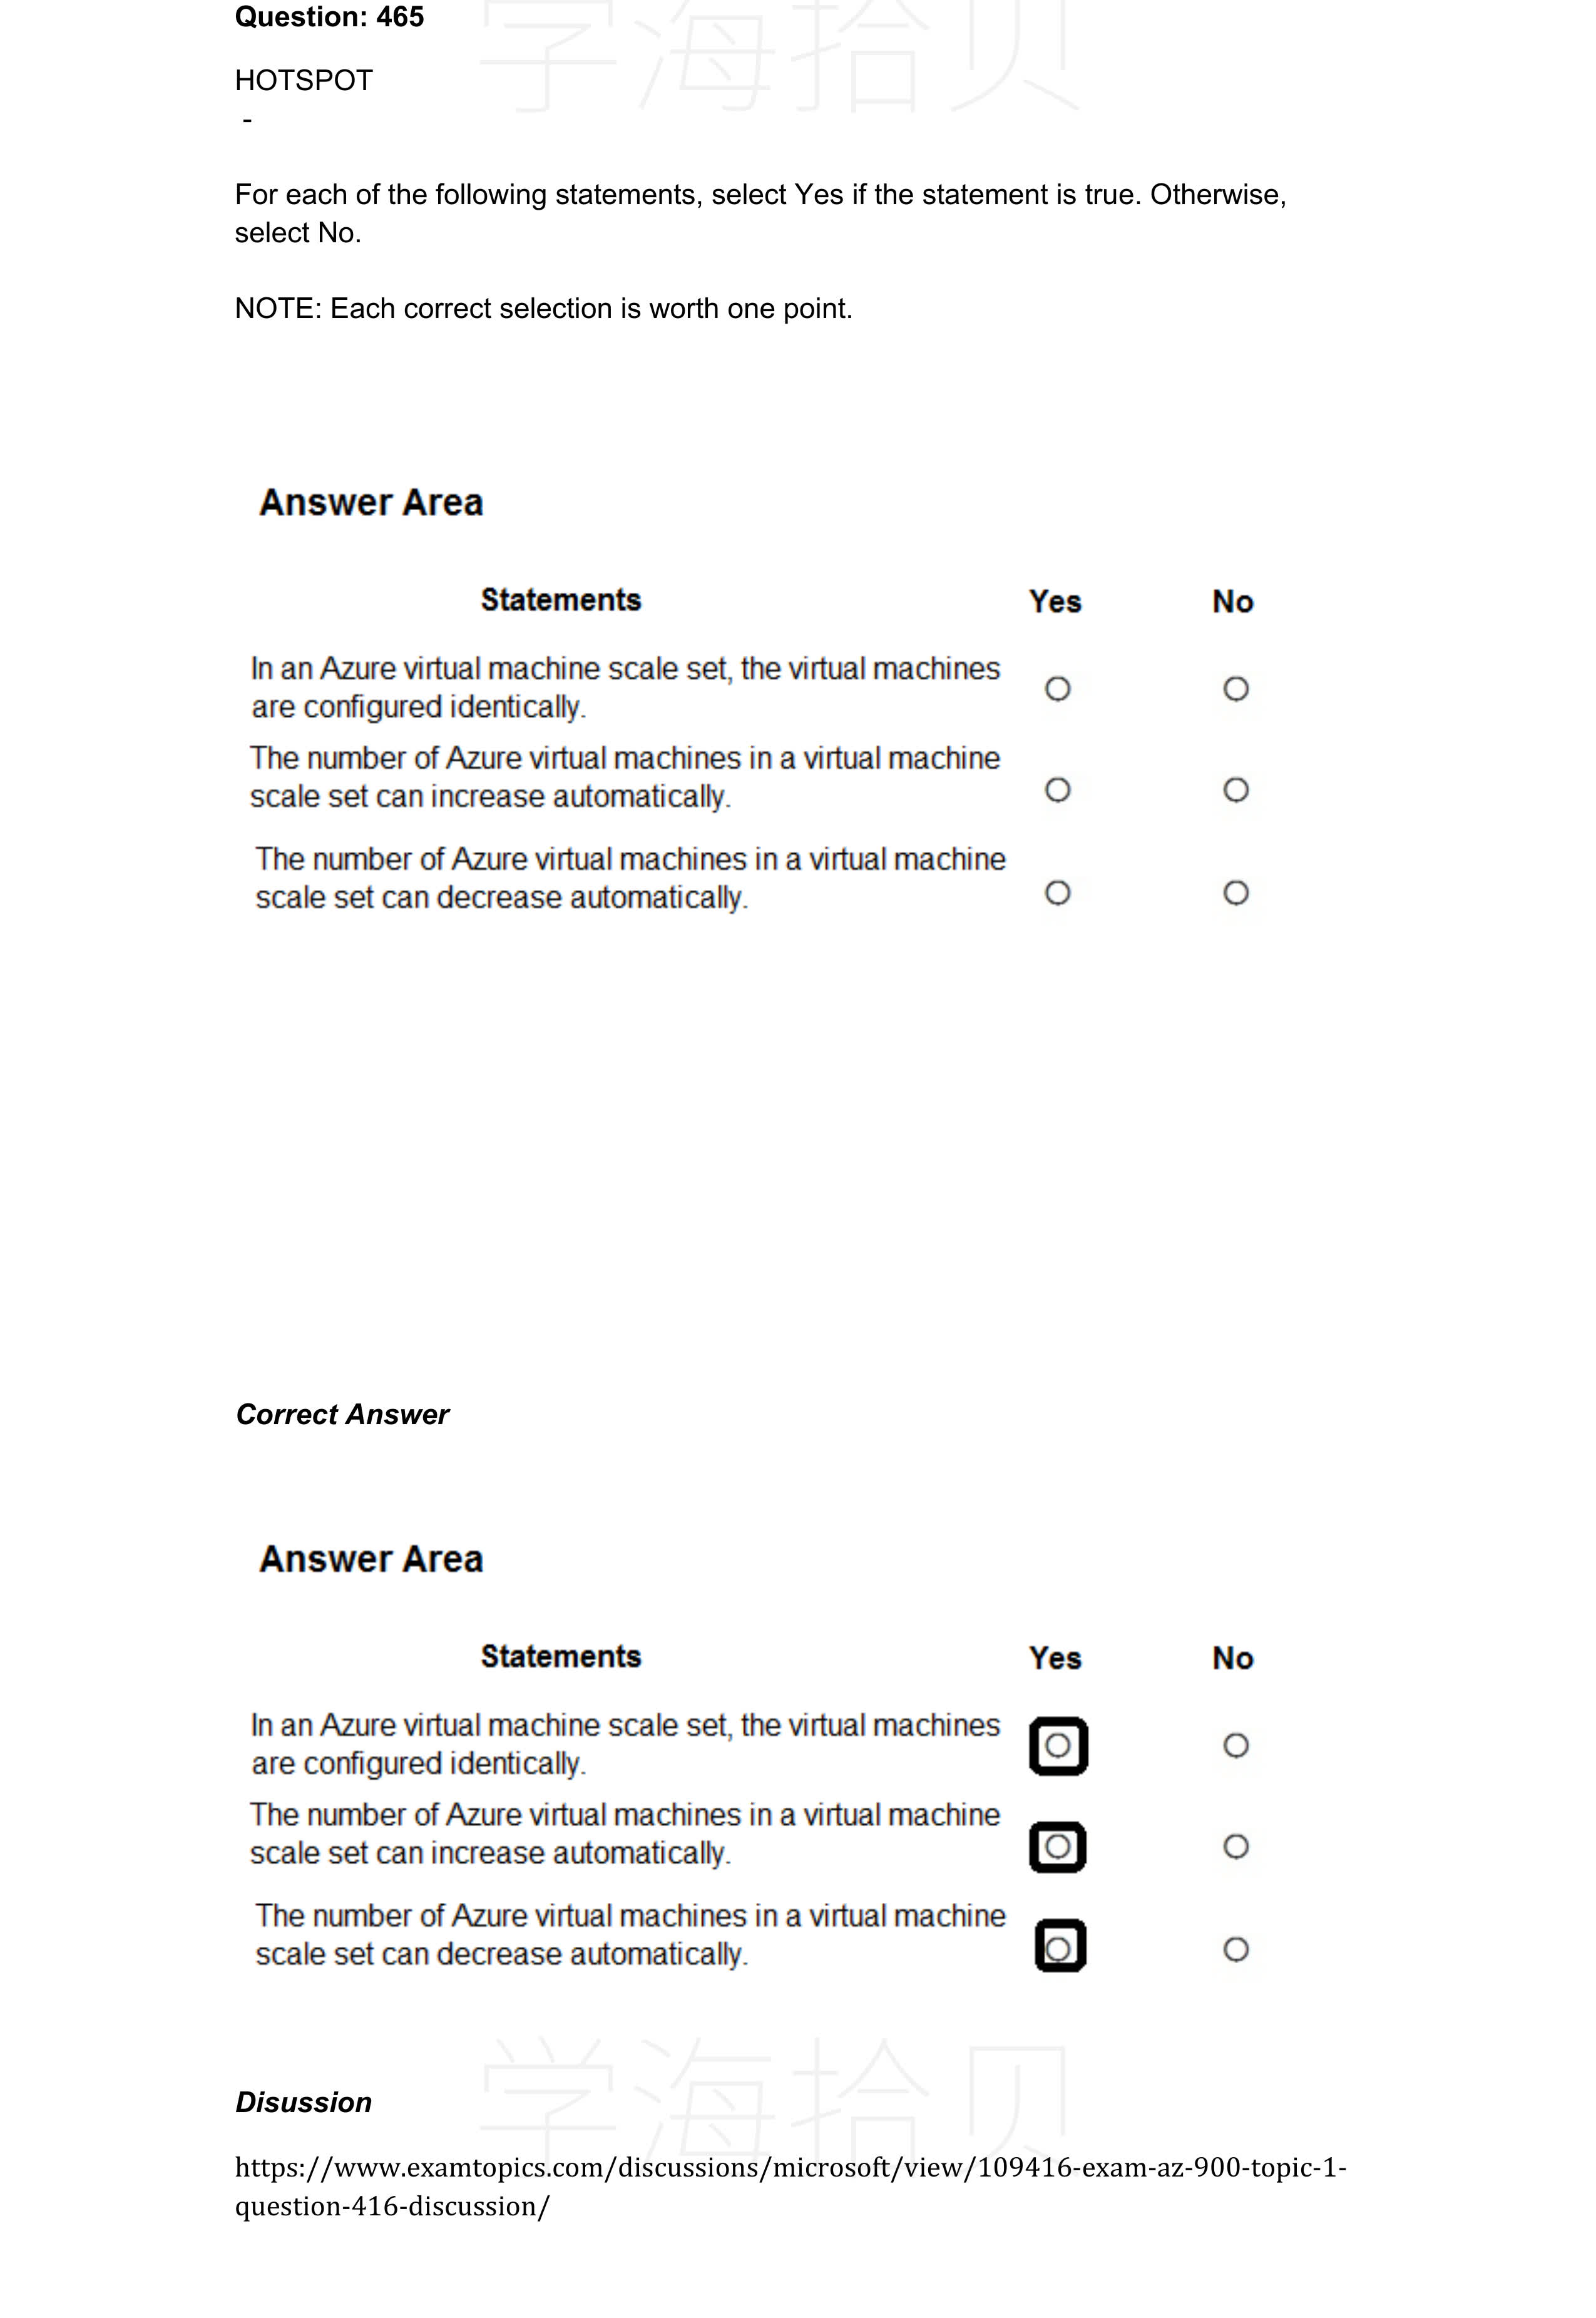 学海拾贝
Question: 465
HOTSPOT
-
For each of the following statements, select Yes if the statement is true. Otherwise,
select No.
NOTE: Each correct selection is worth one point.
Answer Area
Statements Yes No
In an Azure virtual machine scale set, the virtual machines
are configured identically.
The number of Azure virtual machines in a virtual machine
scale set can increase automatically.
The number of Azure virtual machines in a virtual machine
scale set can decrease automatically.
Correct Answer
Answer Area
Statements Yes No
In an Azure virtual machine scale set, the virtual machines
are configured identically.
The number of Azure virtual machines in a virtual machine
scale set can increase automatically.
The number of Azure virtual machines in a virtual machine
scale set can decrease automatically.
学海拾贝
Disussion
https://www.examtopics.com/discussions/microsoft/view/109416-exam-az-900-topic-1-
question-416-discussion/